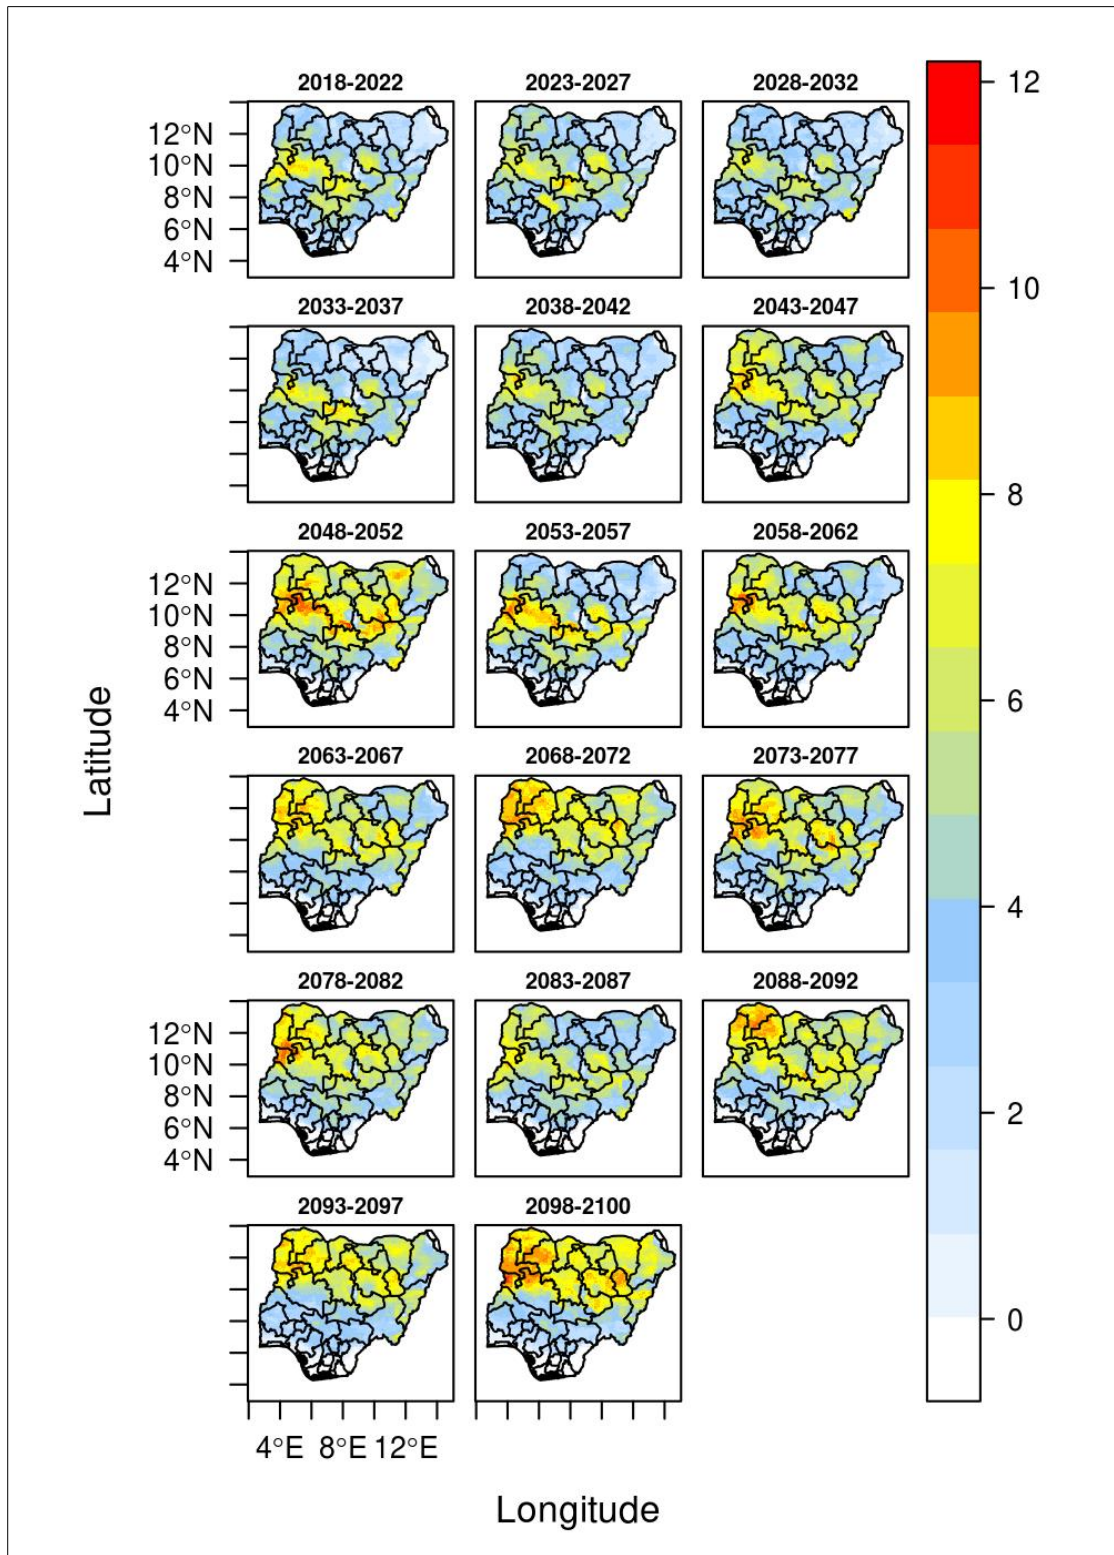 2018-2022 2023-2027 2028-2032
12
12°N
10°N
8°N
6°N
4°N
2033-2037 2038-2042 2043-2047
10
8
2048-2052 2053-2057 2058-2062
12°N
10°N
8°N
6°N
4°N
6
Latitude
2063-2067 2068-2072 2073-2077
4
2078-2082 2083-2087 2088-2092
12°N
10°N
8°N
6°N
4°N
2
2093-2097 2098-2100
0
4°E 8°E 12°E
Longitude